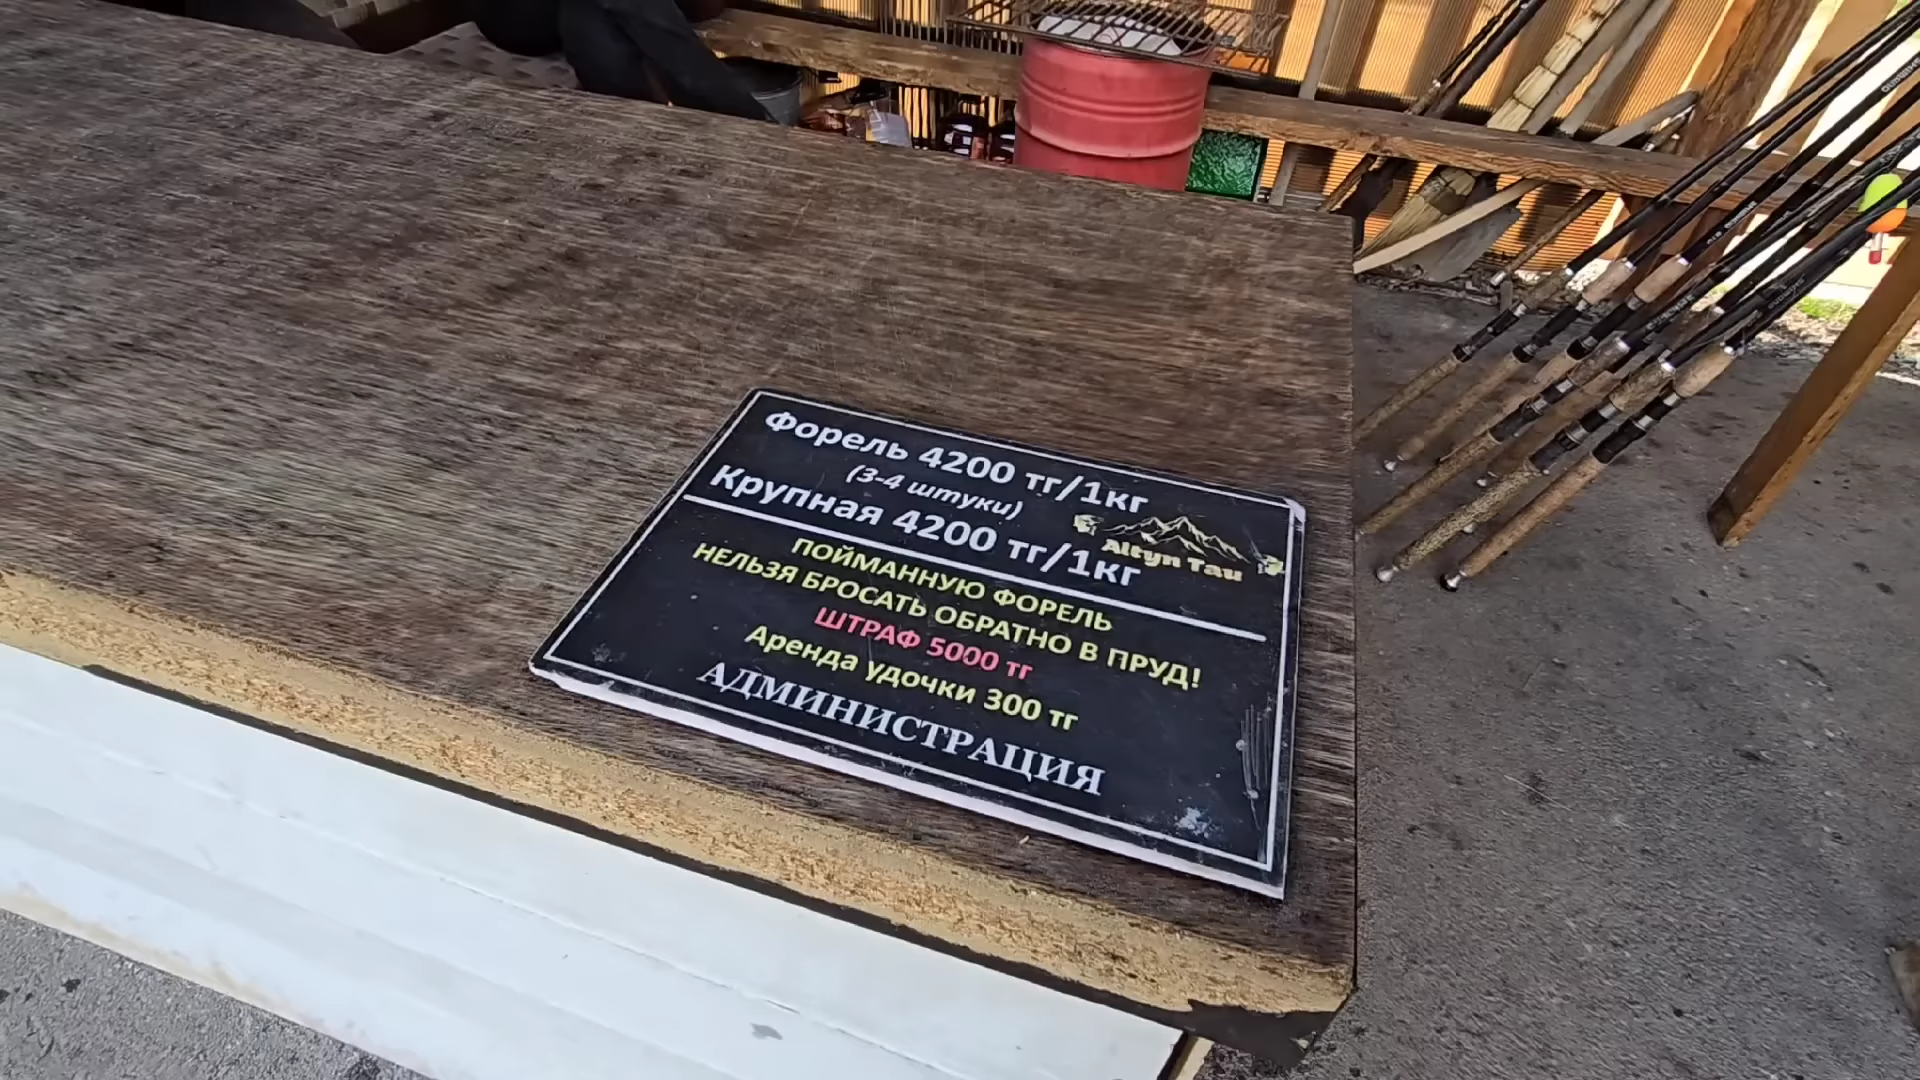 Форель 4200 тг/1кг
(3-4 штуки)
Крупная 4200 тг/1кг
Altyn Tau
ПОЙМАННУЮ ФОРЕЛЬ
НЕЛЬЗЯ БРОСАТЬ ОБРАТНО В ПРУД!
ШТРАФ 5000 тг
Аренда удочки 300 тг
АДМИНИСТРАЦИЯ